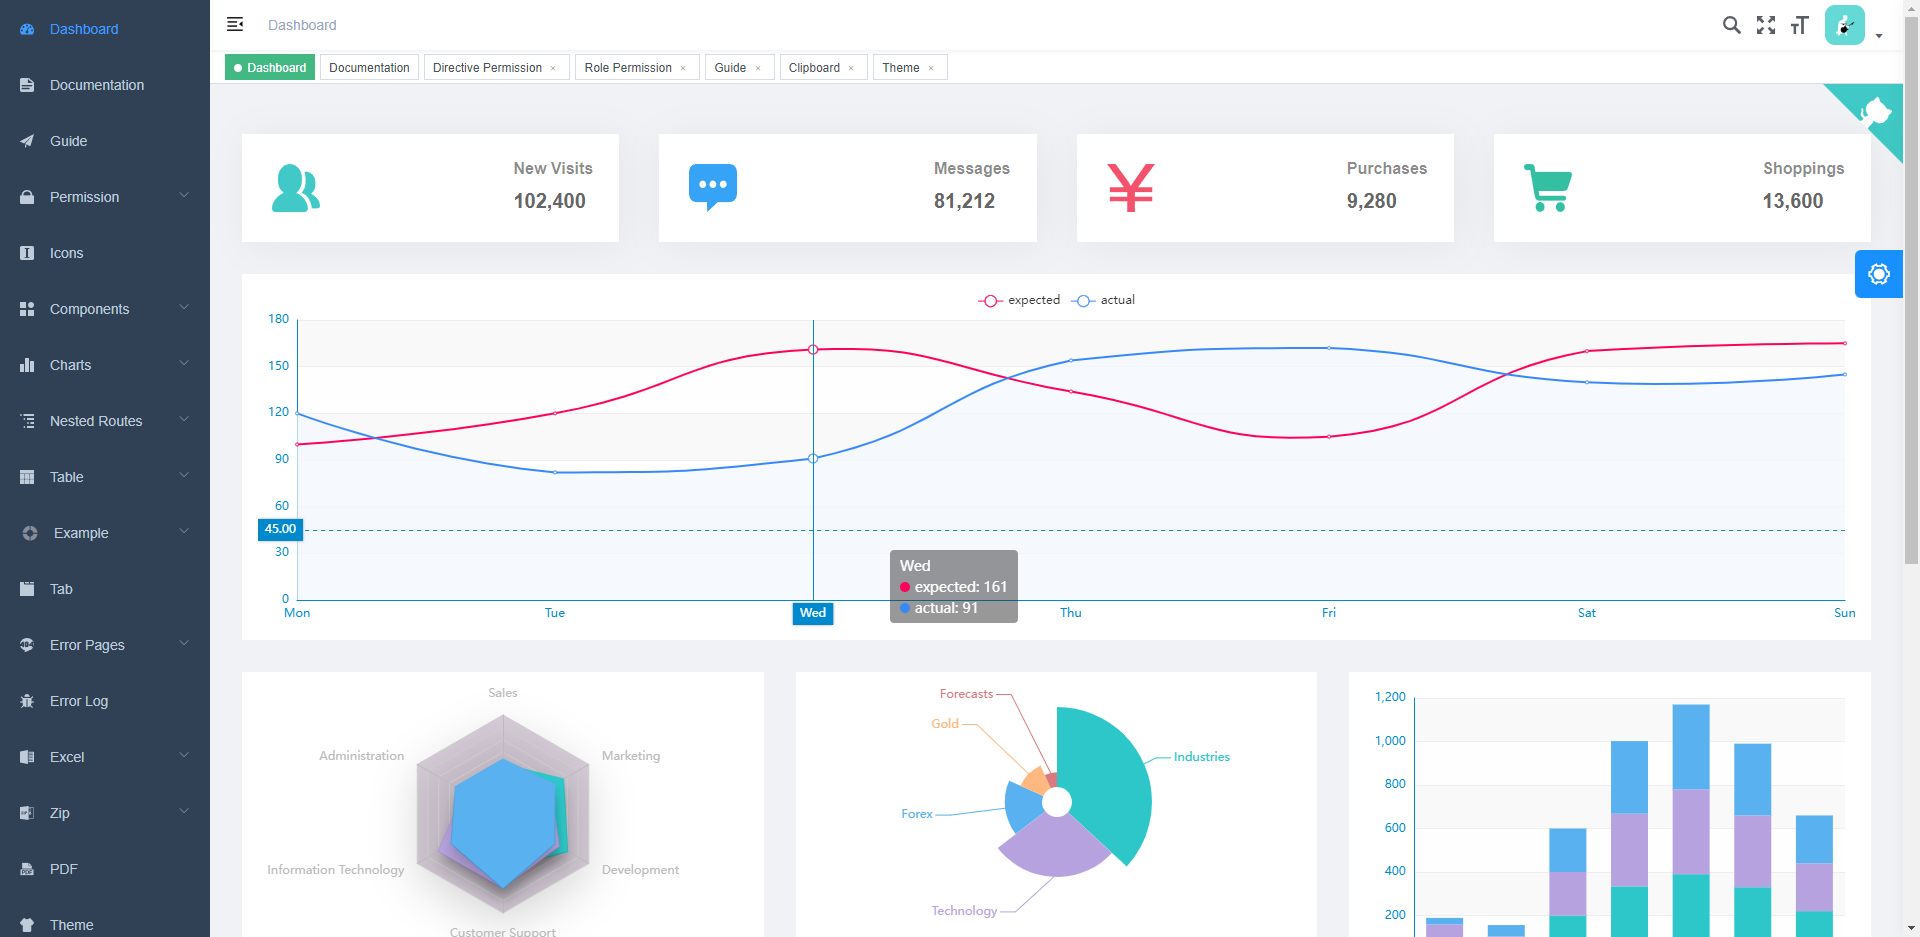 Dashboard
Documentation
Guide
Permission
Icons
Components
Charts
Nested Routes
Table
Example
Tab
Error Pages
Error Log
Excel
Zip
PDF
Theme
Dashboard
Dashboard
Documentation
Directive Permission ×
Role Permission ×
Guide ×
Clipboard ×
Theme ×
New Visits
102,400
Messages
81,212
Purchases
9,280
Shoppings
13,600
expected
actual
180
150
120
90
60
45.00
30
0
Mon
Tue
Wed
Thu
Fri
Sat
Sun
Wed
expected: 161
actual: 91
Sales
Administration
Marketing
Information Technology
Development
Customer Support
Forecasts
Gold
Industries
Forex
Technology
1,200
1,000
800
600
400
200